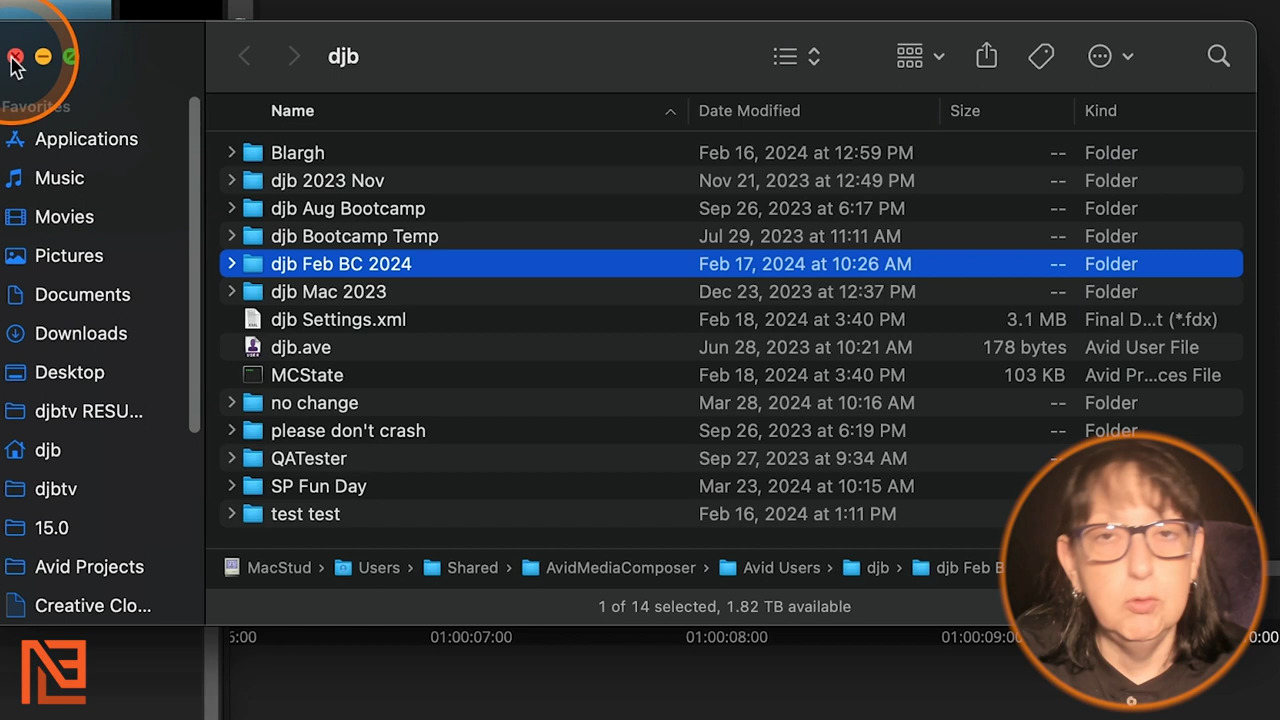 djb
Favorites
Applications
Music
Movies
Pictures
Documents
Downloads
Desktop
djbtv RESU...
djb
djbtv
15.0
Avid Projects
Creative Clo...
Name Date Modified Size Kind
Blargh Feb 16, 2024 at 12:59 PM -- Folder
djb 2023 Nov Nov 21, 2023 at 12:49 PM -- Folder
djb Aug Bootcamp Sep 26, 2023 at 6:17 PM -- Folder
djb Bootcamp Temp Jul 29, 2023 at 11:11 AM -- Folder
djb Feb BC 2024 Feb 17, 2024 at 10:26 AM -- Folder
djb Mac 2023 Dec 23, 2023 at 12:37 PM -- Folder
djb Settings.xml Feb 18, 2024 at 3:40 PM 3.1 MB Final D...t (*.fdx)
djb.ave Jun 28, 2023 at 10:21 AM 178 bytes Avid User File
MCState Feb 18, 2024 at 3:40 PM 103 KB Avid Pr...ces File
no change Mar 28, 2024 at 10:16 AM -- Folder
please don't crash Sep 26, 2023 at 6:19 PM -- Folder
QATester Sep 27, 2023 at 9:34 AM --
SP Fun Day Mar 23, 2024 at 10:15 AM
test test Feb 16, 2024 at 1:11 PM
MacStud > Users > Shared > AvidMediaComposer > Avid Users > djb > djb Feb B
1 of 14 selected, 1.82 TB available
5:00 01:00:07:00 01:00:08:00 01:00:09:00 0:00